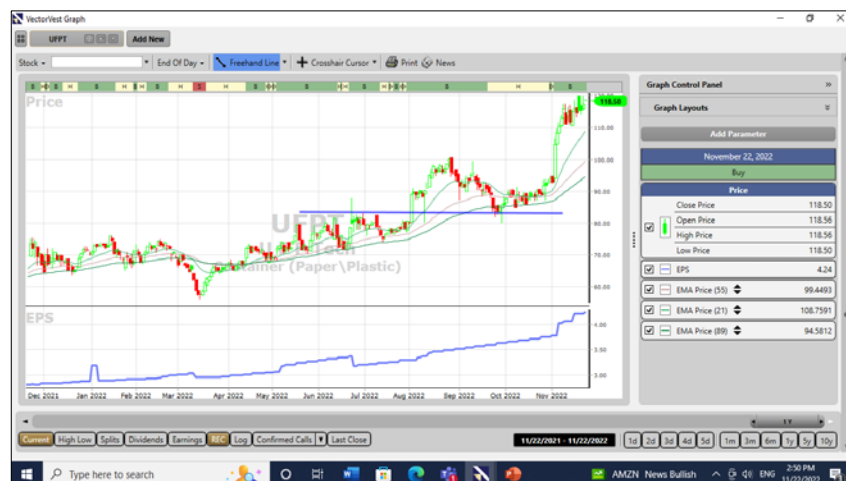 VectorVest Graph
UFPT
Add New
Stock
End Of Day
Freehand Line
Crosshair Cursor
Print
News
Price
118.50
110.00
100.00
90.00
80.00
70.00
60.00
UFPT
Container (Paper\Plastic)
EPS
4.00
3.50
3.00
Dec 2021 Jan 2022 Feb 2022 Mar 2022 Apr 2022 May 2022 Jun 2022 Jul 2022 Aug 2022 Sep 2022 Oct 2022 Nov 2022
Graph Control Panel
Graph Layouts
Add Parameter
November 22, 2022
Buy
Price
Close Price 118.50
Open Price 118.56
High Price 118.56
Low Price 118.50
EPS 4.24
EMA Price (55) 99.4493
EMA Price (21) 108.7591
EMA Price (89) 94.5812
1 Y
Current High Low Splits Dividends Earnings REC Log Confirmed Calls Last Close
11/22/2021 - 11/22/2022
1d 2d 3d 4d 5d 1m 3m 6m 1y 5y 10y
Type here to search
AMZN News Bullish
ENG
2:50 PM
11/22/2022